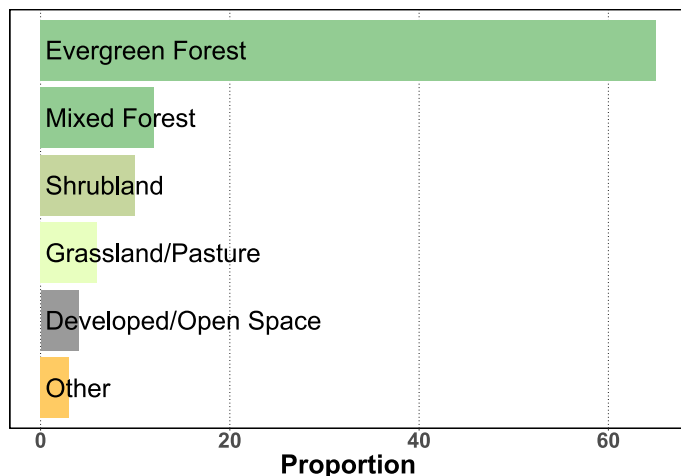 Evergreen Forest
Mixed Forest
Shrubland
Grassland/Pasture
Developed/Open Space
Other
0 20 40 60
Proportion